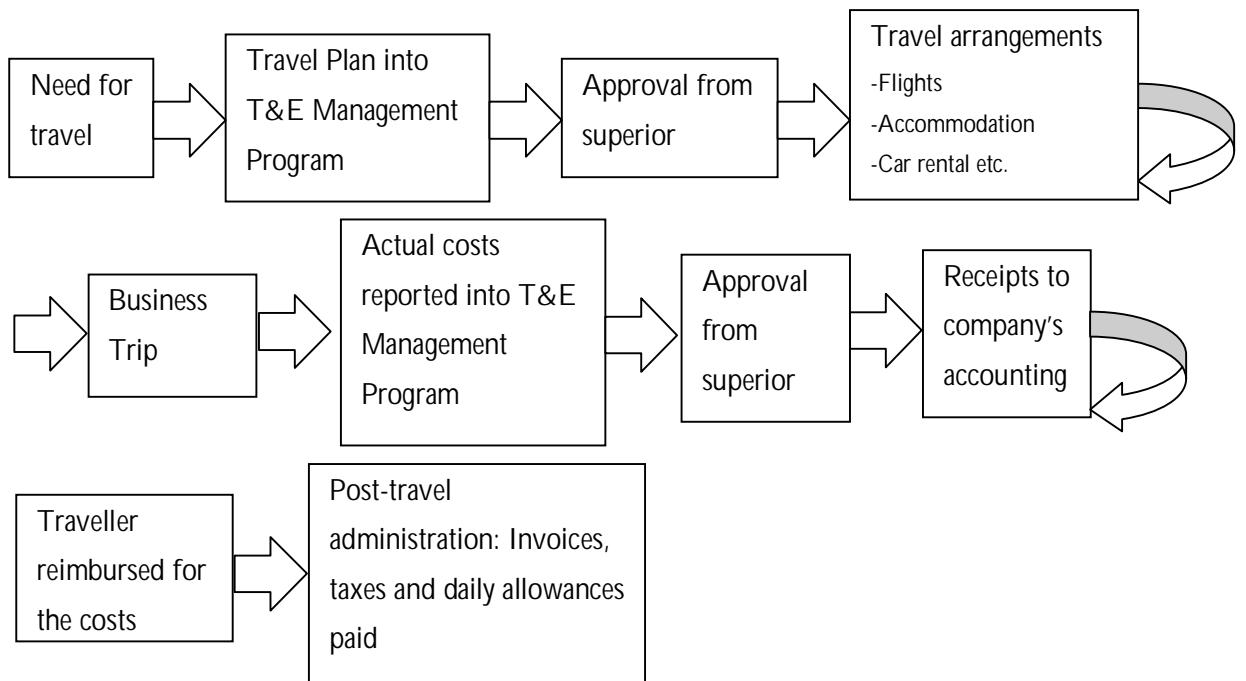 Need for
travel
Travel Plan into
T&E Management
Program
Approval from
superior
Travel arrangements
-Flights
-Accommodation
-Car rental etc.
Business
Trip
Actual costs
reported into T&E
Management
Program
Approval
from
superior
Receipts to
company's
accounting
Traveller
reimbursed for
the costs
Post-travel
administration: Invoices,
taxes and daily allowances
paid